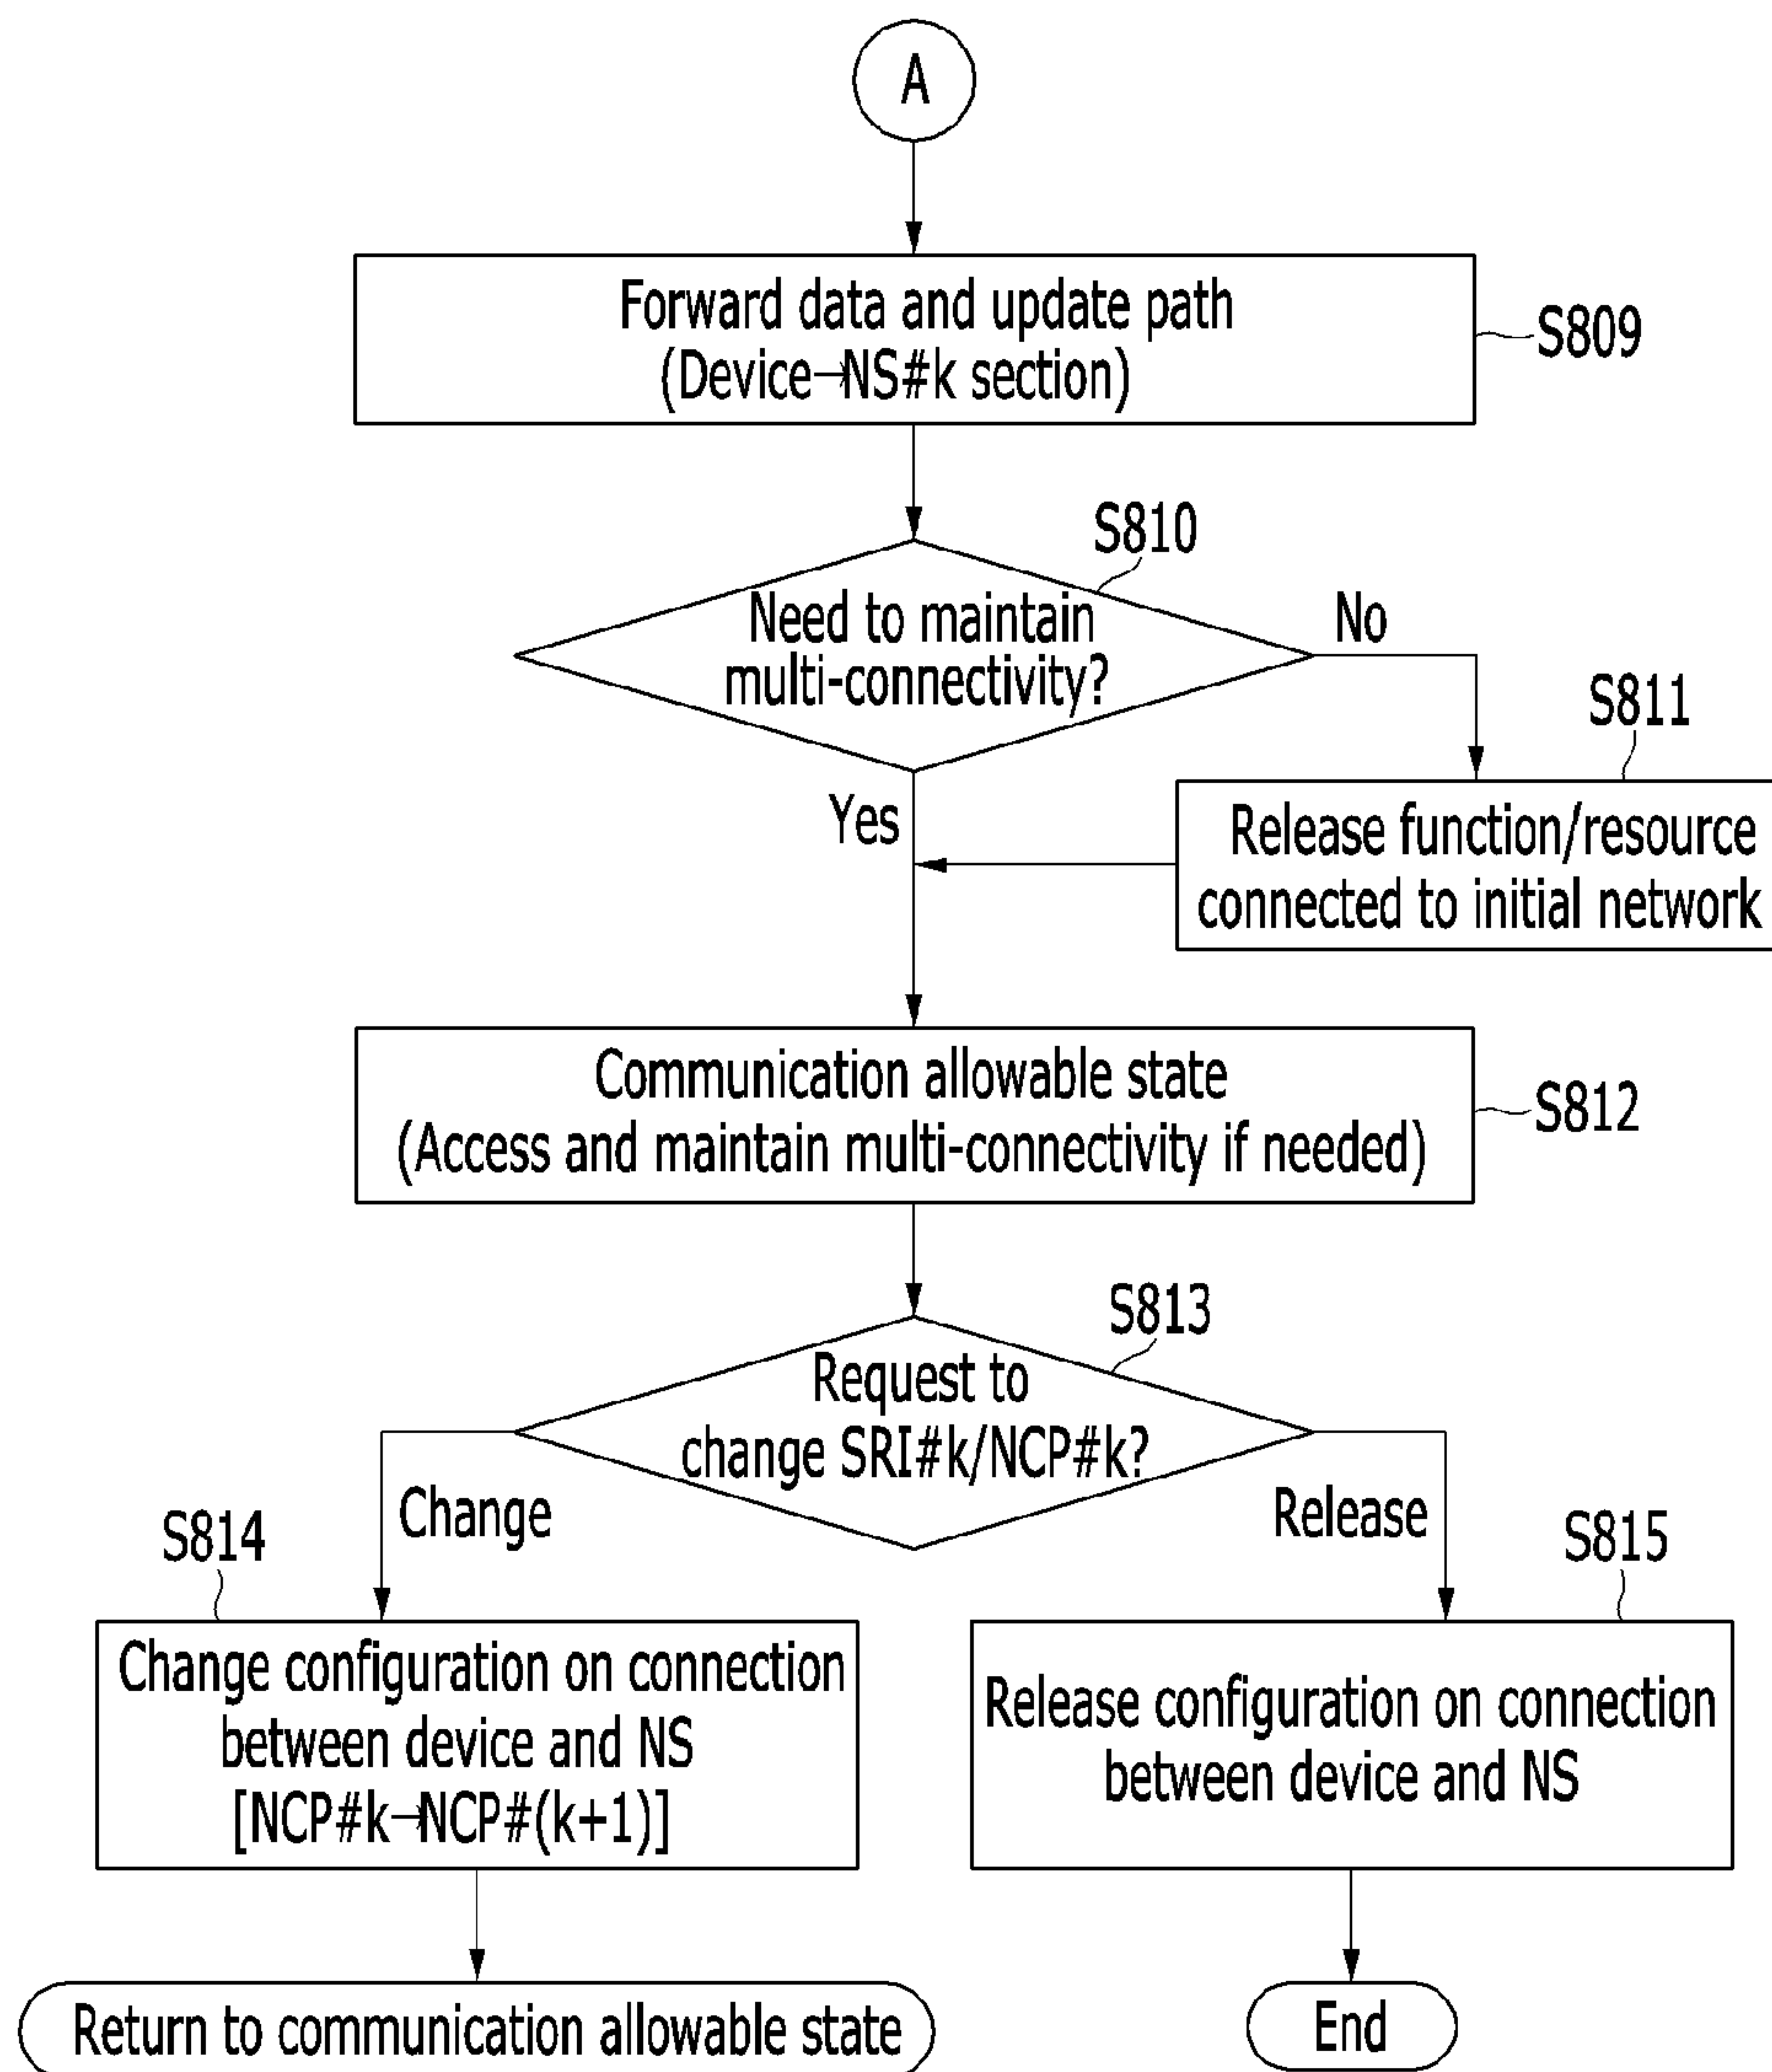 A
Forward data and update path
(Device→NS#k section)
S809
S810
Need to maintain
multi-connectivity?
No
S811
Yes
Release function/resource
connected to initial network
Communication allowable state
(Access and maintain multi-connectivity if needed)
S812
S813
Request to
change SRI#k/NCP#k?
Change
Release
S814
S815
Change configuration on connection
between device and NS
[NCP#k→NCP#(k+1)]
Release configuration on connection
between device and NS
Return to communication allowable state
End